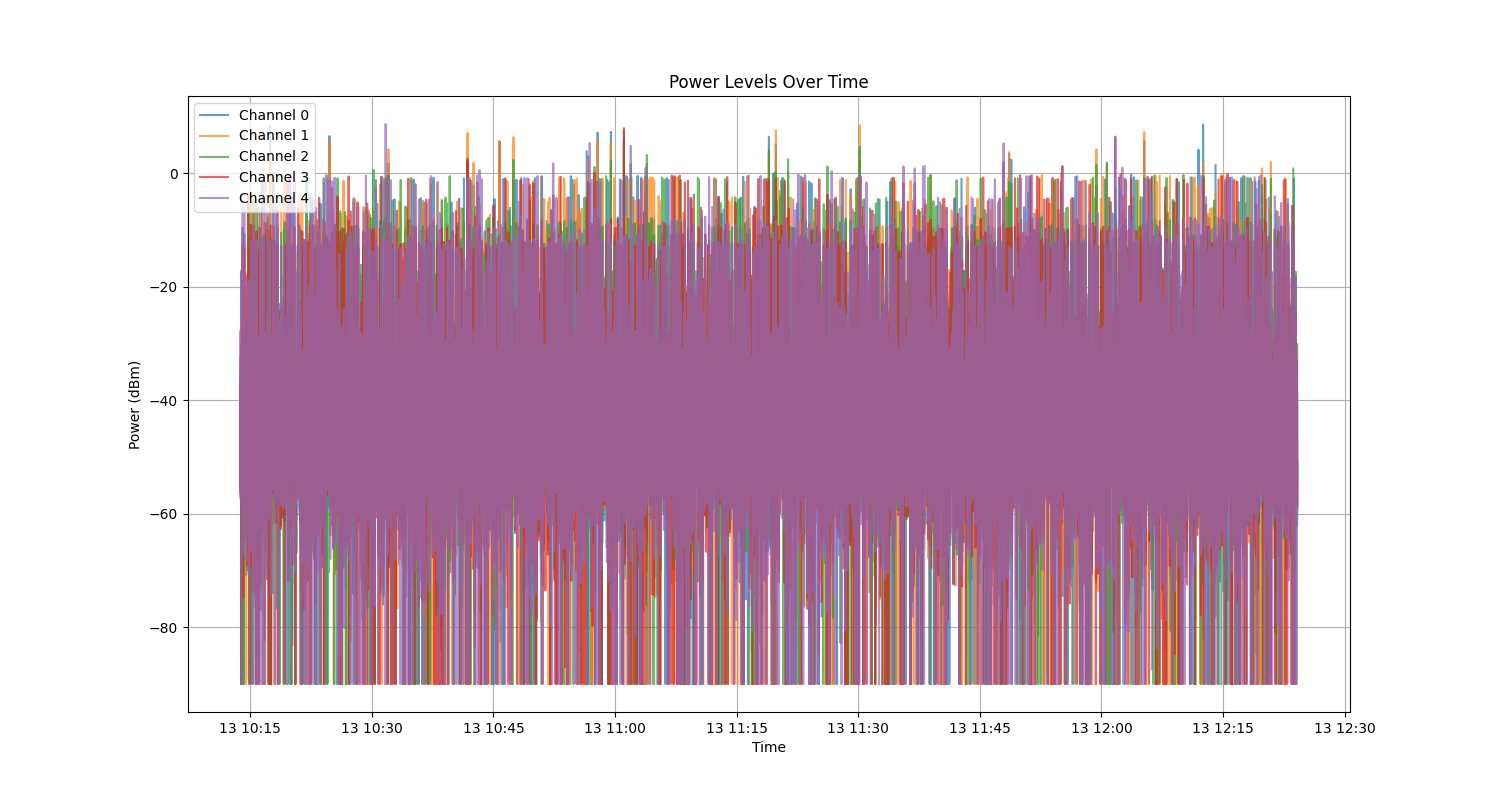 Power Levels Over Time
Channel 0
Channel 1
Channel 2
Channel 3
Channel 4
0
−20
−40
−60
−80
Power (dBm)
13 10:15
13 10:30
13 10:45
13 11:00
13 11:15
13 11:30
13 11:45
13 12:00
13 12:15
13 12:30
Time